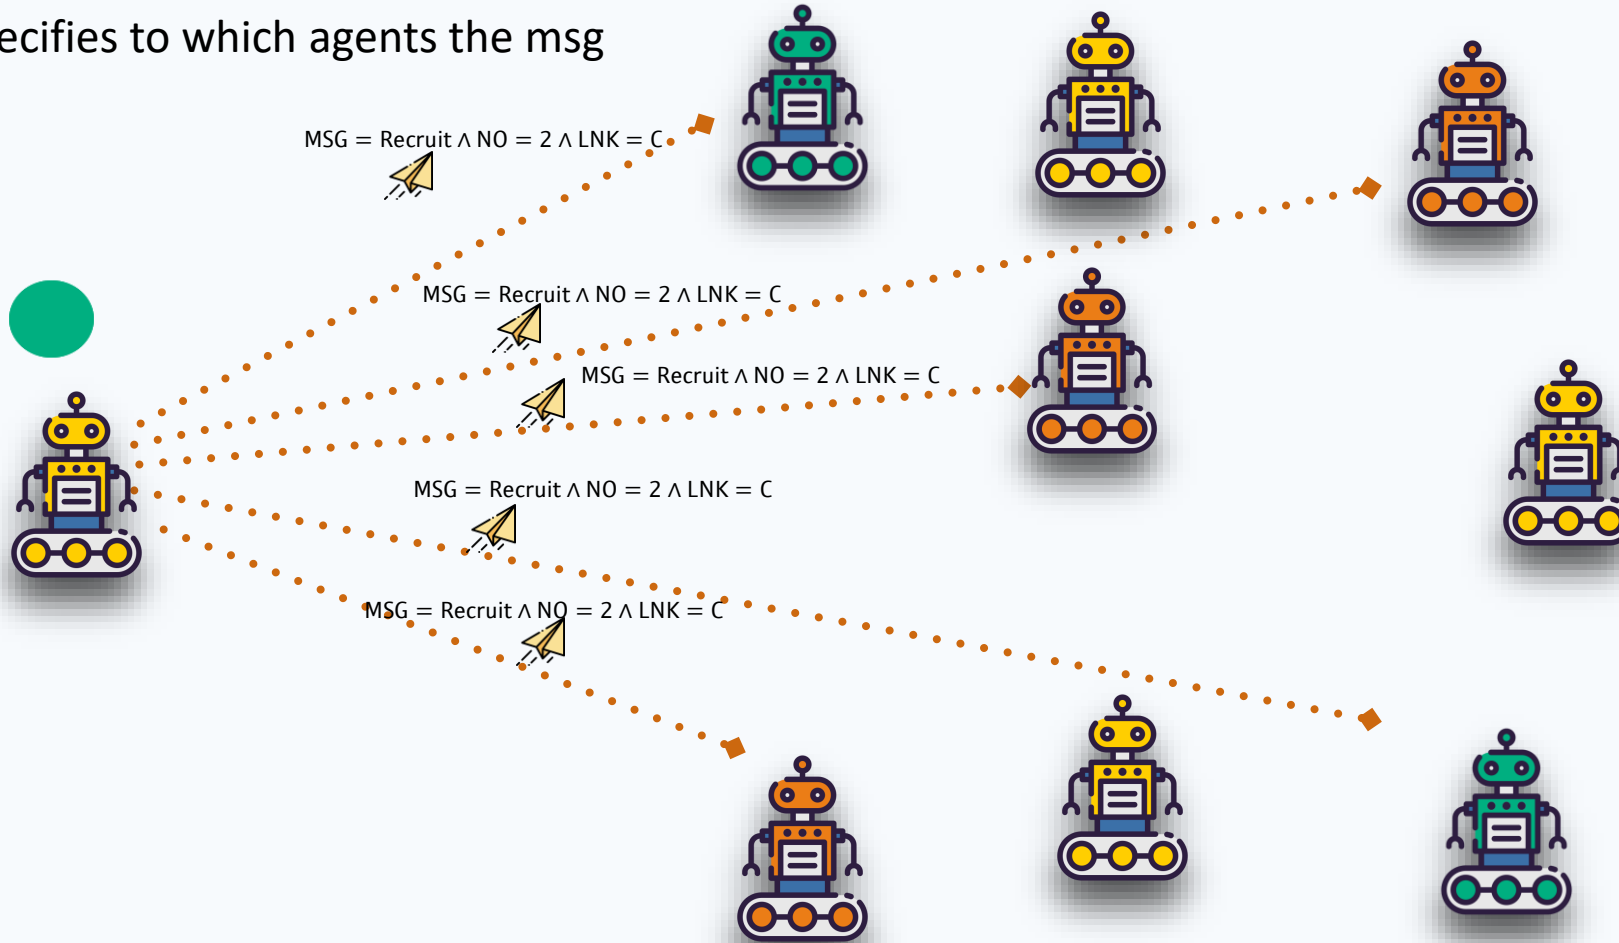 ecifies to which agents the msg
MSG = Recruit ∧ NO = 2 ∧ LNK = C
MSG = Recruit ∧ NO = 2 ∧ LNK = C
MSG = Recruit ∧ NO = 2 ∧ LNK = C
MSG = Recruit ∧ NO = 2 ∧ LNK = C
MSG = Recruit ∧ NO = 2 ∧ LNK = C